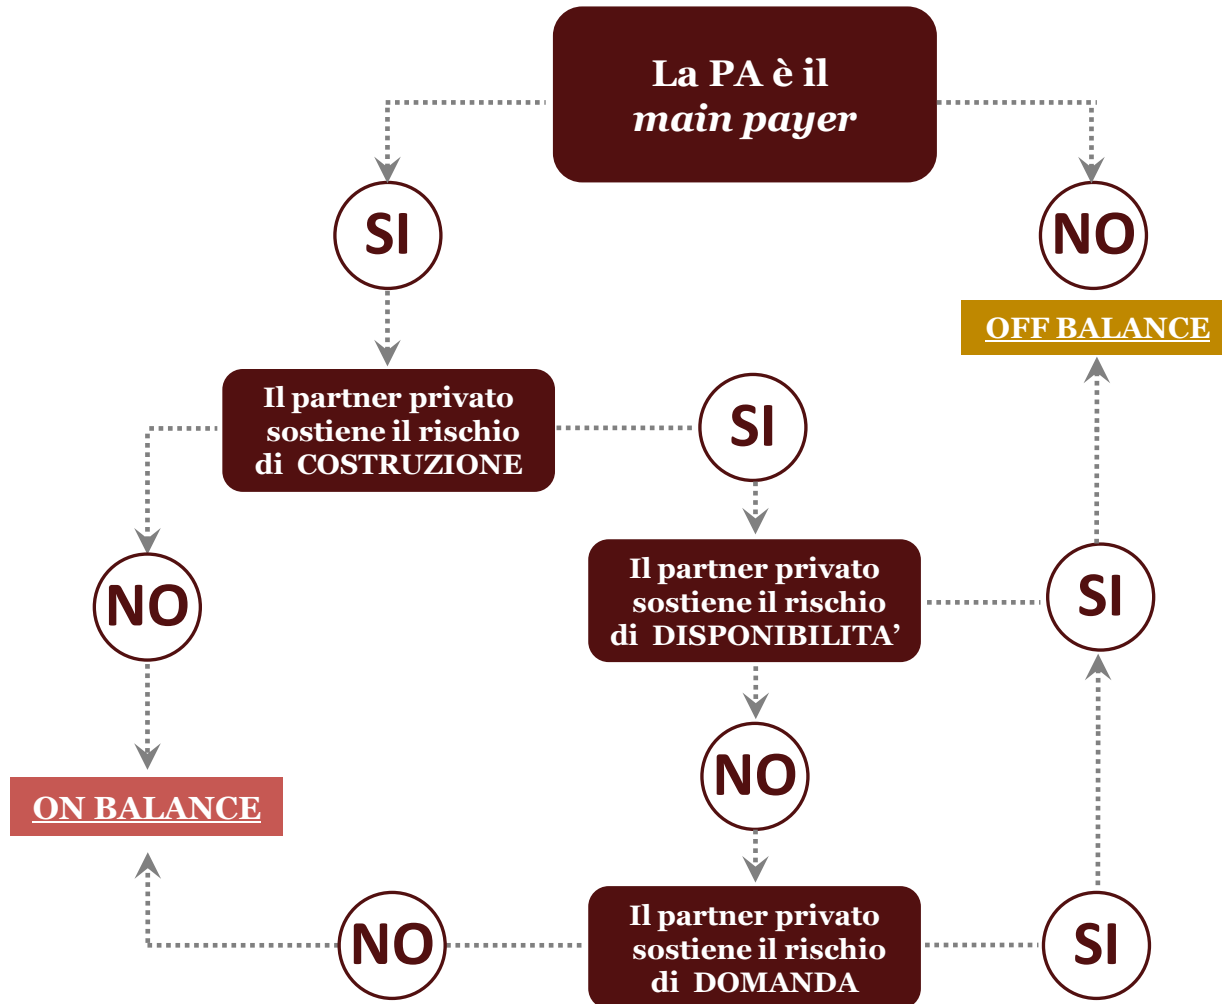 La PA è il
main payer
SI
NO
OFF BALANCE
Il partner privato
sostiene il rischio
di COSTRUZIONE
SI
Il partner privato
sostiene il rischio
di DISPONIBILITA’
SI
NO
NO
ON BALANCE
NO
Il partner privato
sostiene il rischio
di DOMANDA
SI